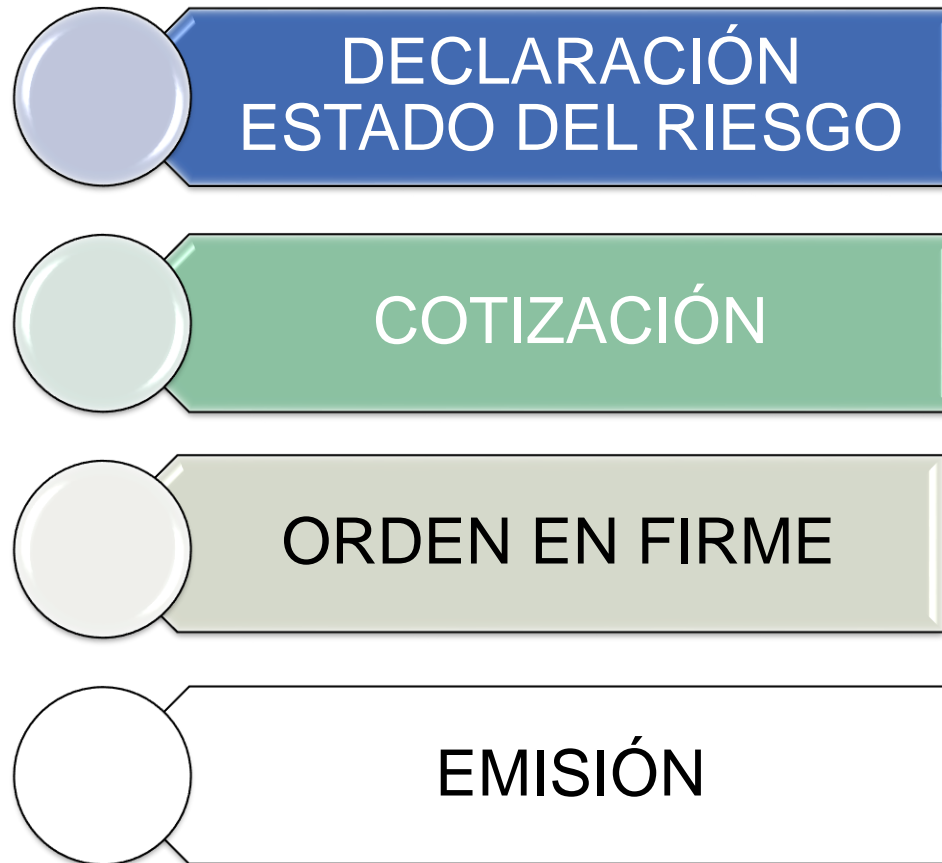 DECLARACIÓN
ESTADO DEL RIESGO
COTIZACIÓN
ORDEN EN FIRME
EMISIÓN